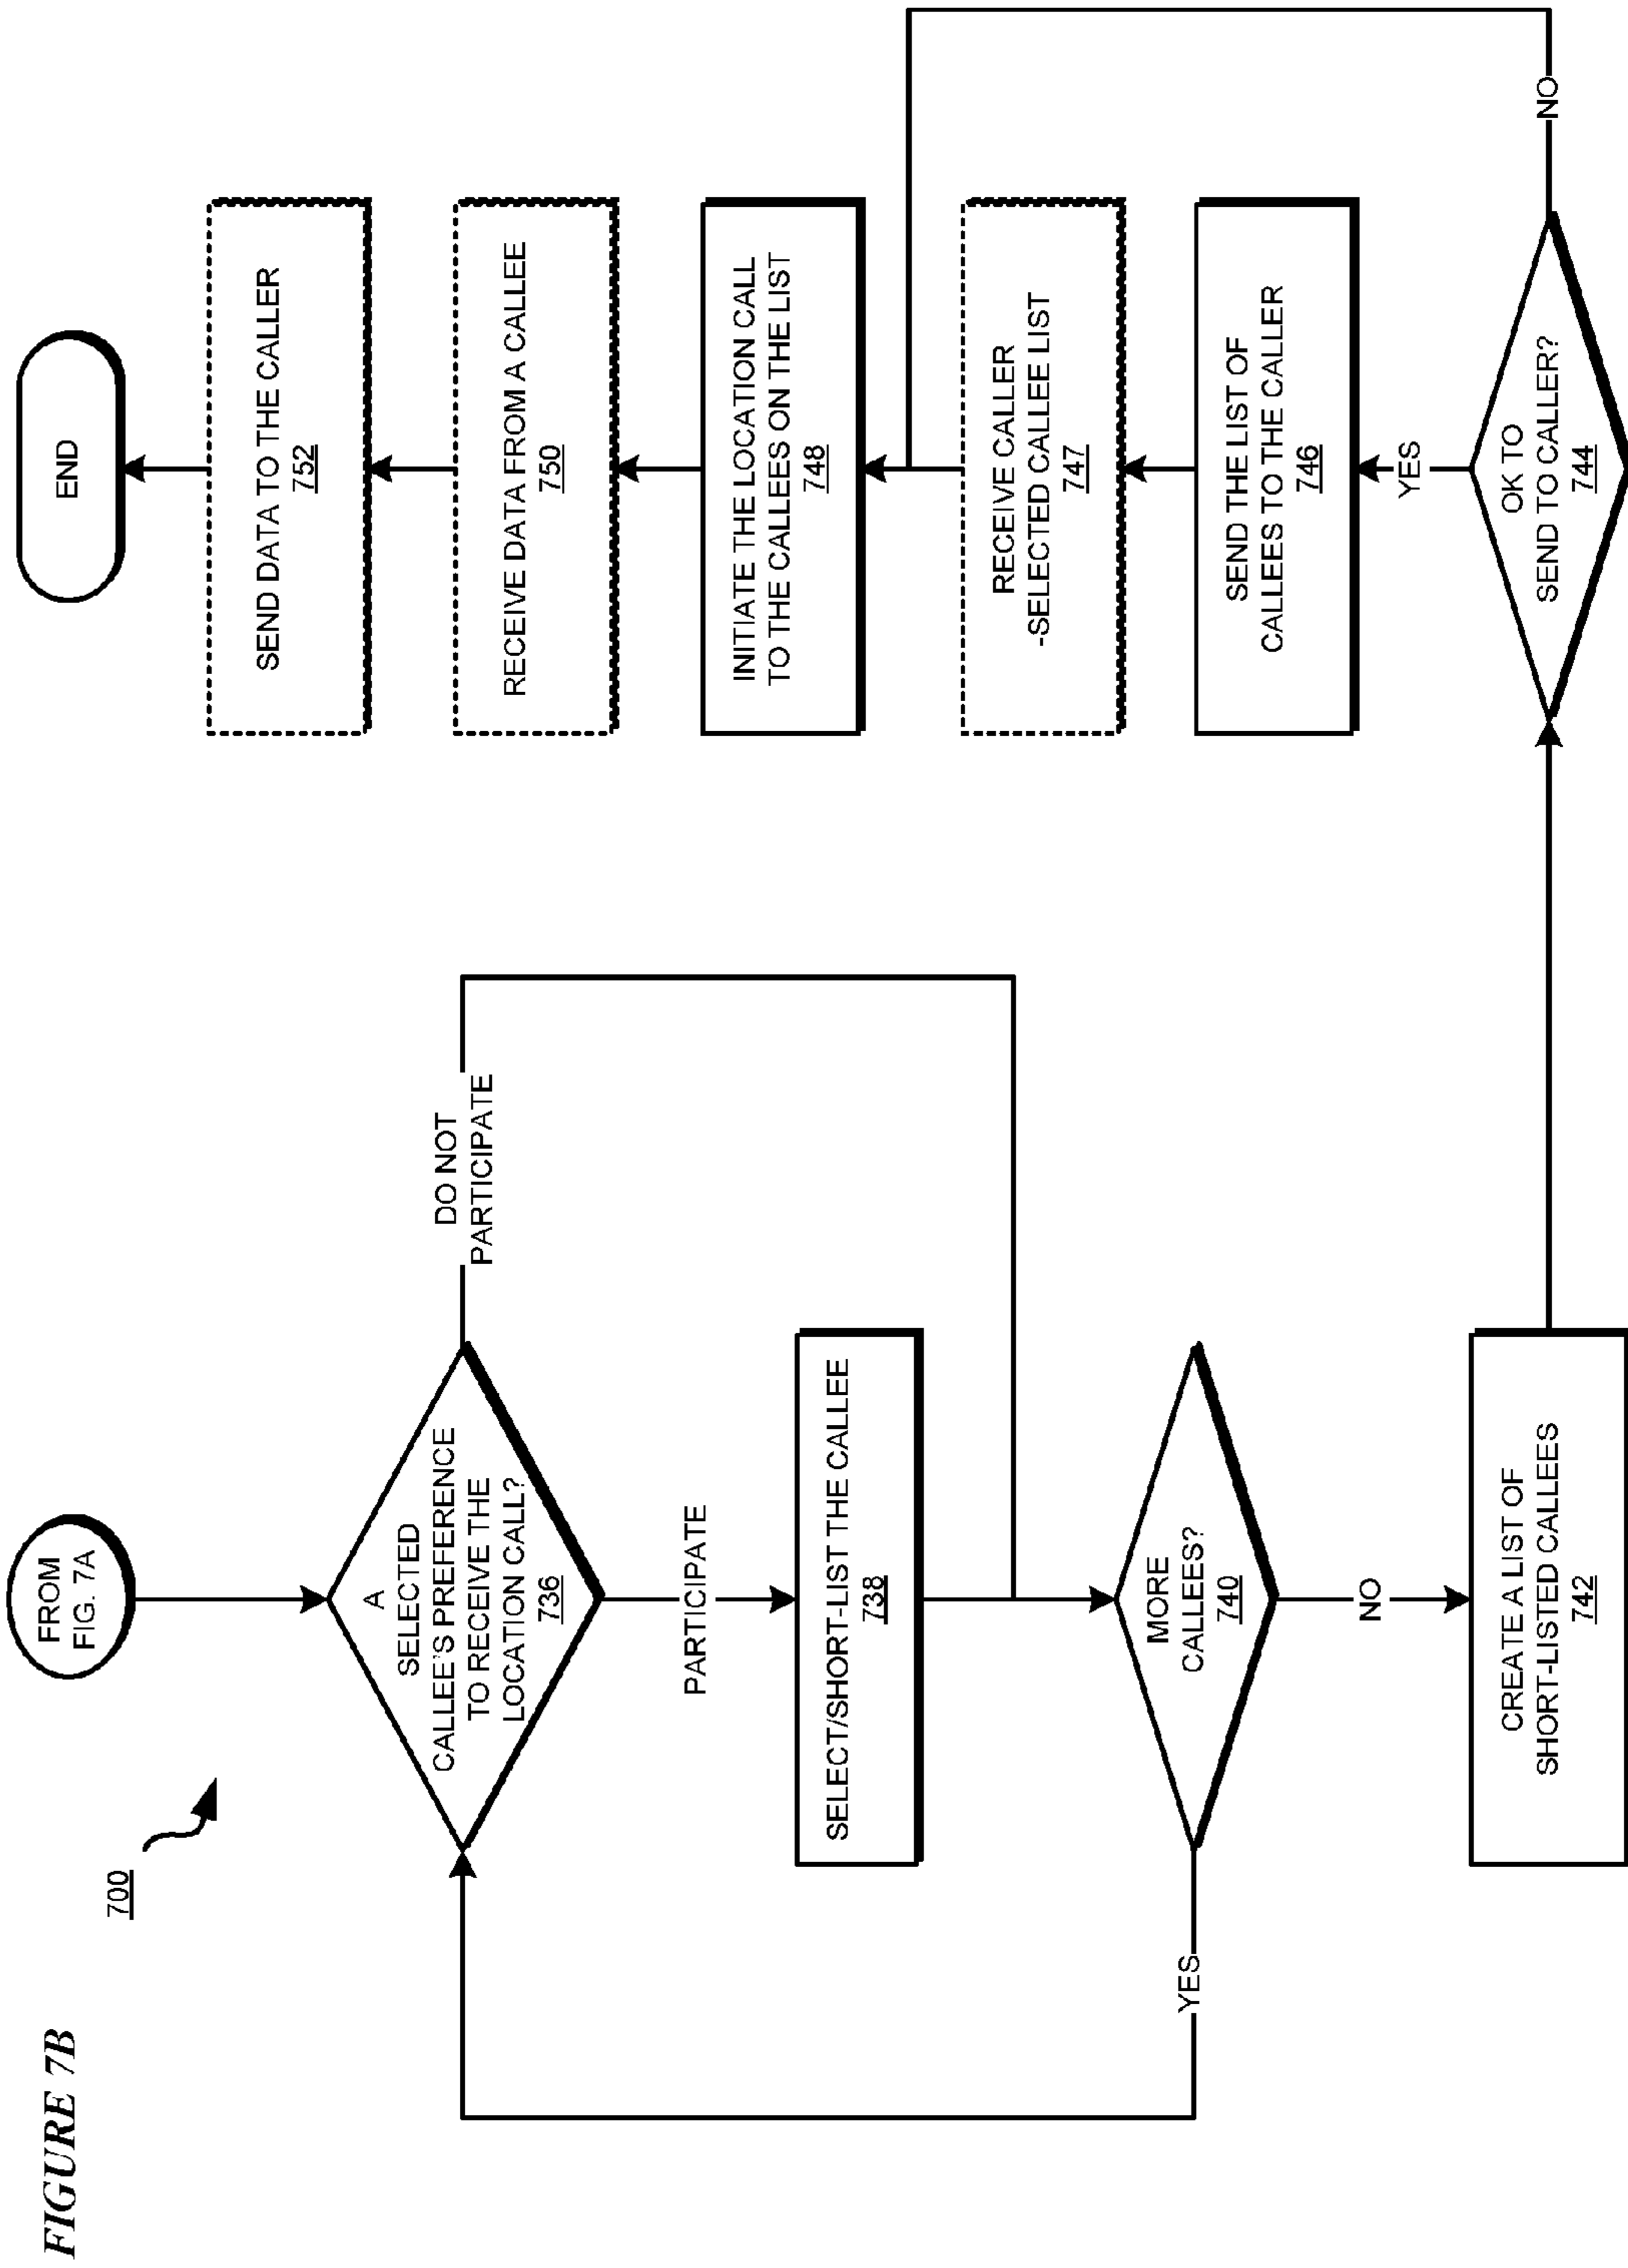 FIGURE 7B
700
FROM
FIG. 7A
A
SELECTED
CALLEE'S PREFERENCE
TO RECEIVE THE
LOCATION CALL?
736
DO NOT
PARTICIPATE
PARTICIPATE
SELECT/SHORT-LIST THE CALLEE
738
MORE
CALLEES?
740
YES
NO
CREATE A LIST OF
SHORT-LISTED CALLEES
742
OK TO
SEND TO CALLER?
744
NO
YES
SEND THE LIST OF
CALLEES TO THE CALLER
746
RECEIVE CALLER
-SELECTED CALLEE LIST
747
INITIATE THE LOCATION CALL
TO THE CALLEES ON THE LIST
748
RECEIVE DATA FROM A CALLEE
750
SEND DATA TO THE CALLER
752
END